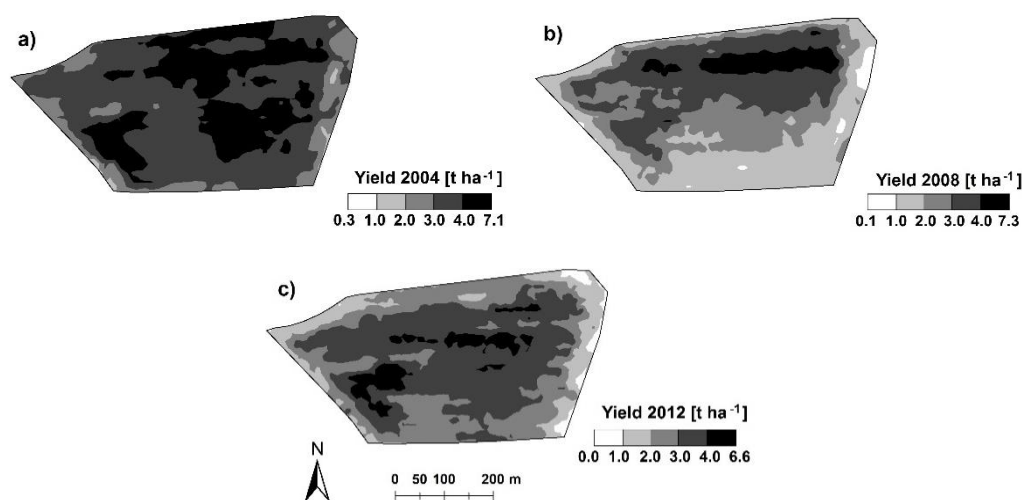 a)
b)
Yield 2004 [t ha⁻¹]
0.3 1.0 2.0 3.0 4.0 7.1
Yield 2008 [t ha⁻¹]
0.1 1.0 2.0 3.0 4.0 7.3
c)
Yield 2012 [t ha⁻¹]
0.0 1.0 2.0 3.0 4.0 6.6
N
0 50 100 200 m